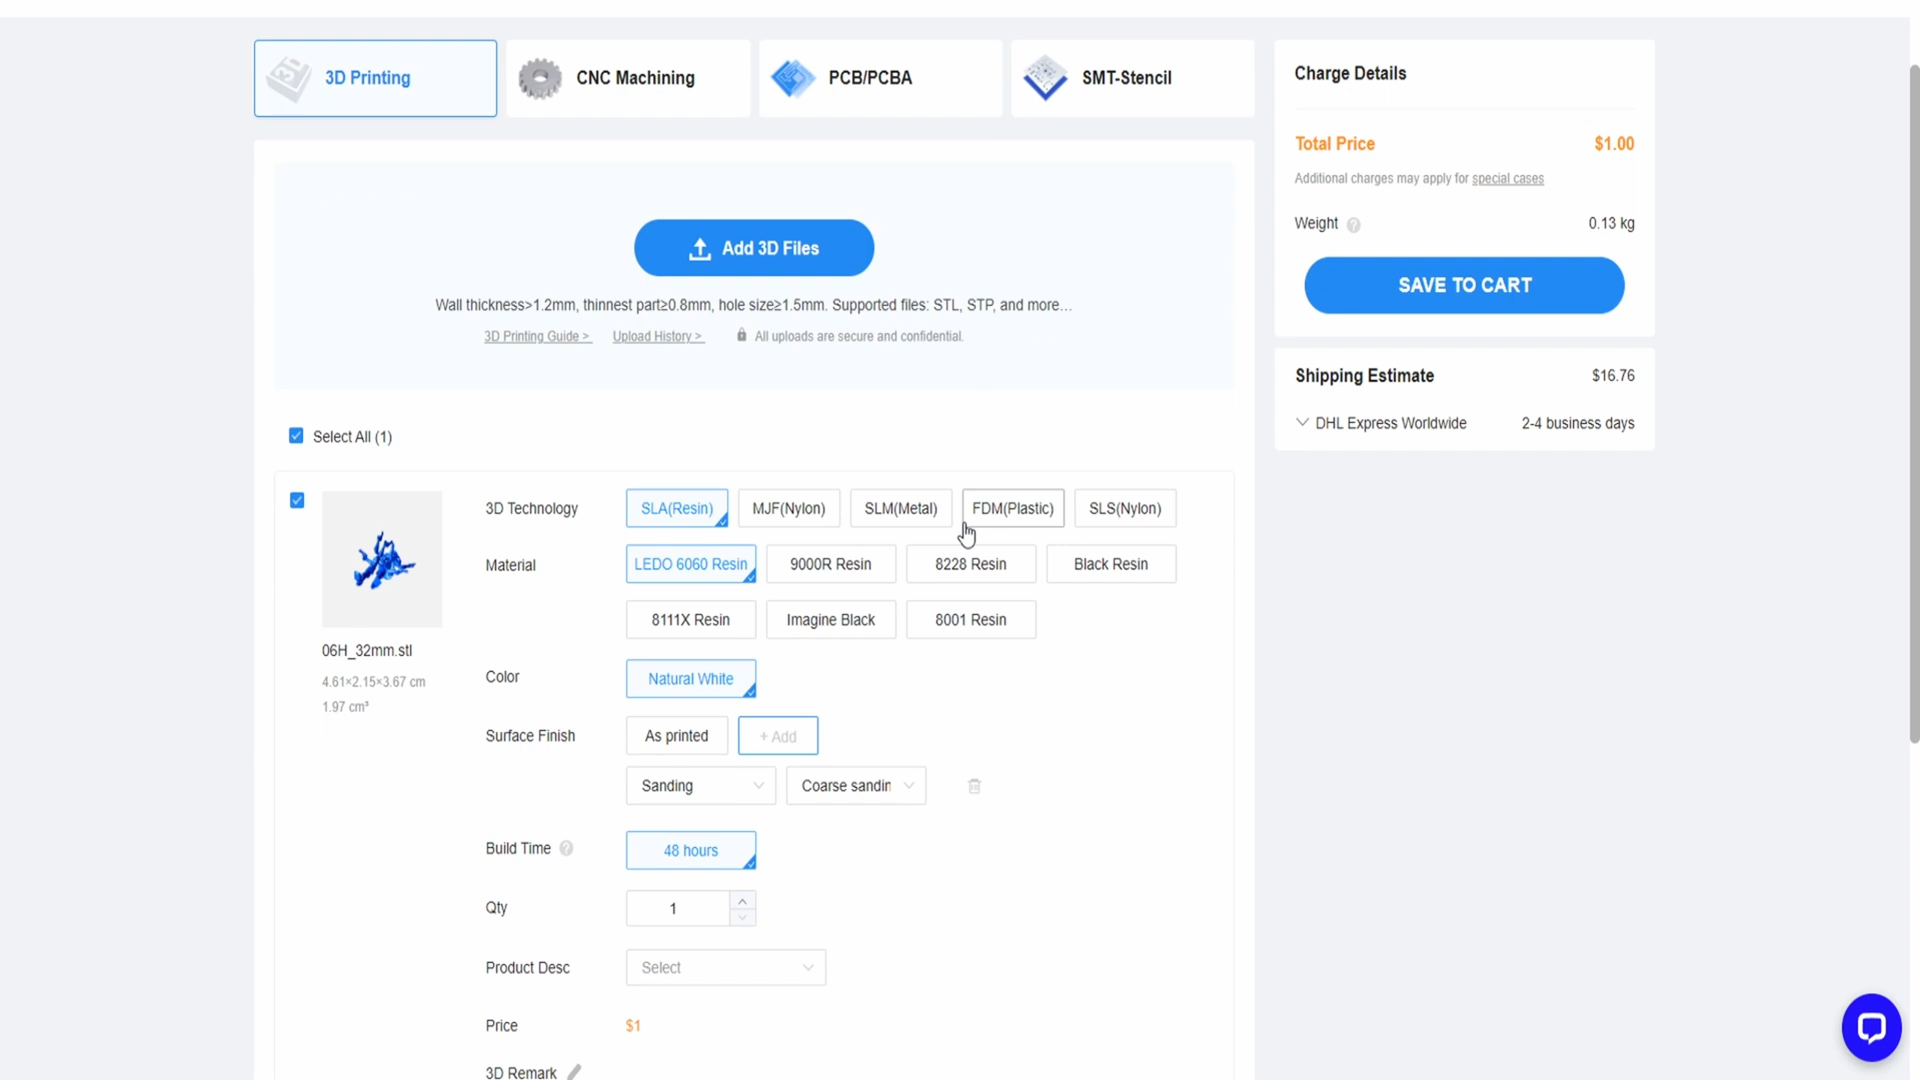 3D Printing
CNC Machining
PCB/PCBA
SMT-Stencil
Charge Details
Total Price $1.00
Additional charges may apply for special cases
Weight 0.13 kg
SAVE TO CART
Shipping Estimate $16.76
DHL Express Worldwide 2-4 business days
Add 3D Files
Wall thickness>1.2mm, thinnest part≥0.8mm, hole size≥1.5mm. Supported files: STL, STP, and more...
3D Printing Guide > Upload History > All uploads are secure and confidential.
Select All (1)
06H_32mm.stl
4.61×2.15×3.67 cm
1.97 cm³
3D Technology SLA(Resin) MJF(Nylon) SLM(Metal) FDM(Plastic) SLS(Nylon)
Material LEDO 6060 Resin 9000R Resin 8228 Resin Black Resin
8111X Resin Imagine Black 8001 Resin
Color Natural White
Surface Finish As printed + Add
Sanding Coarse sandin
Build Time 48 hours
Qty 1
Product Desc Select
Price $1
3D Remark